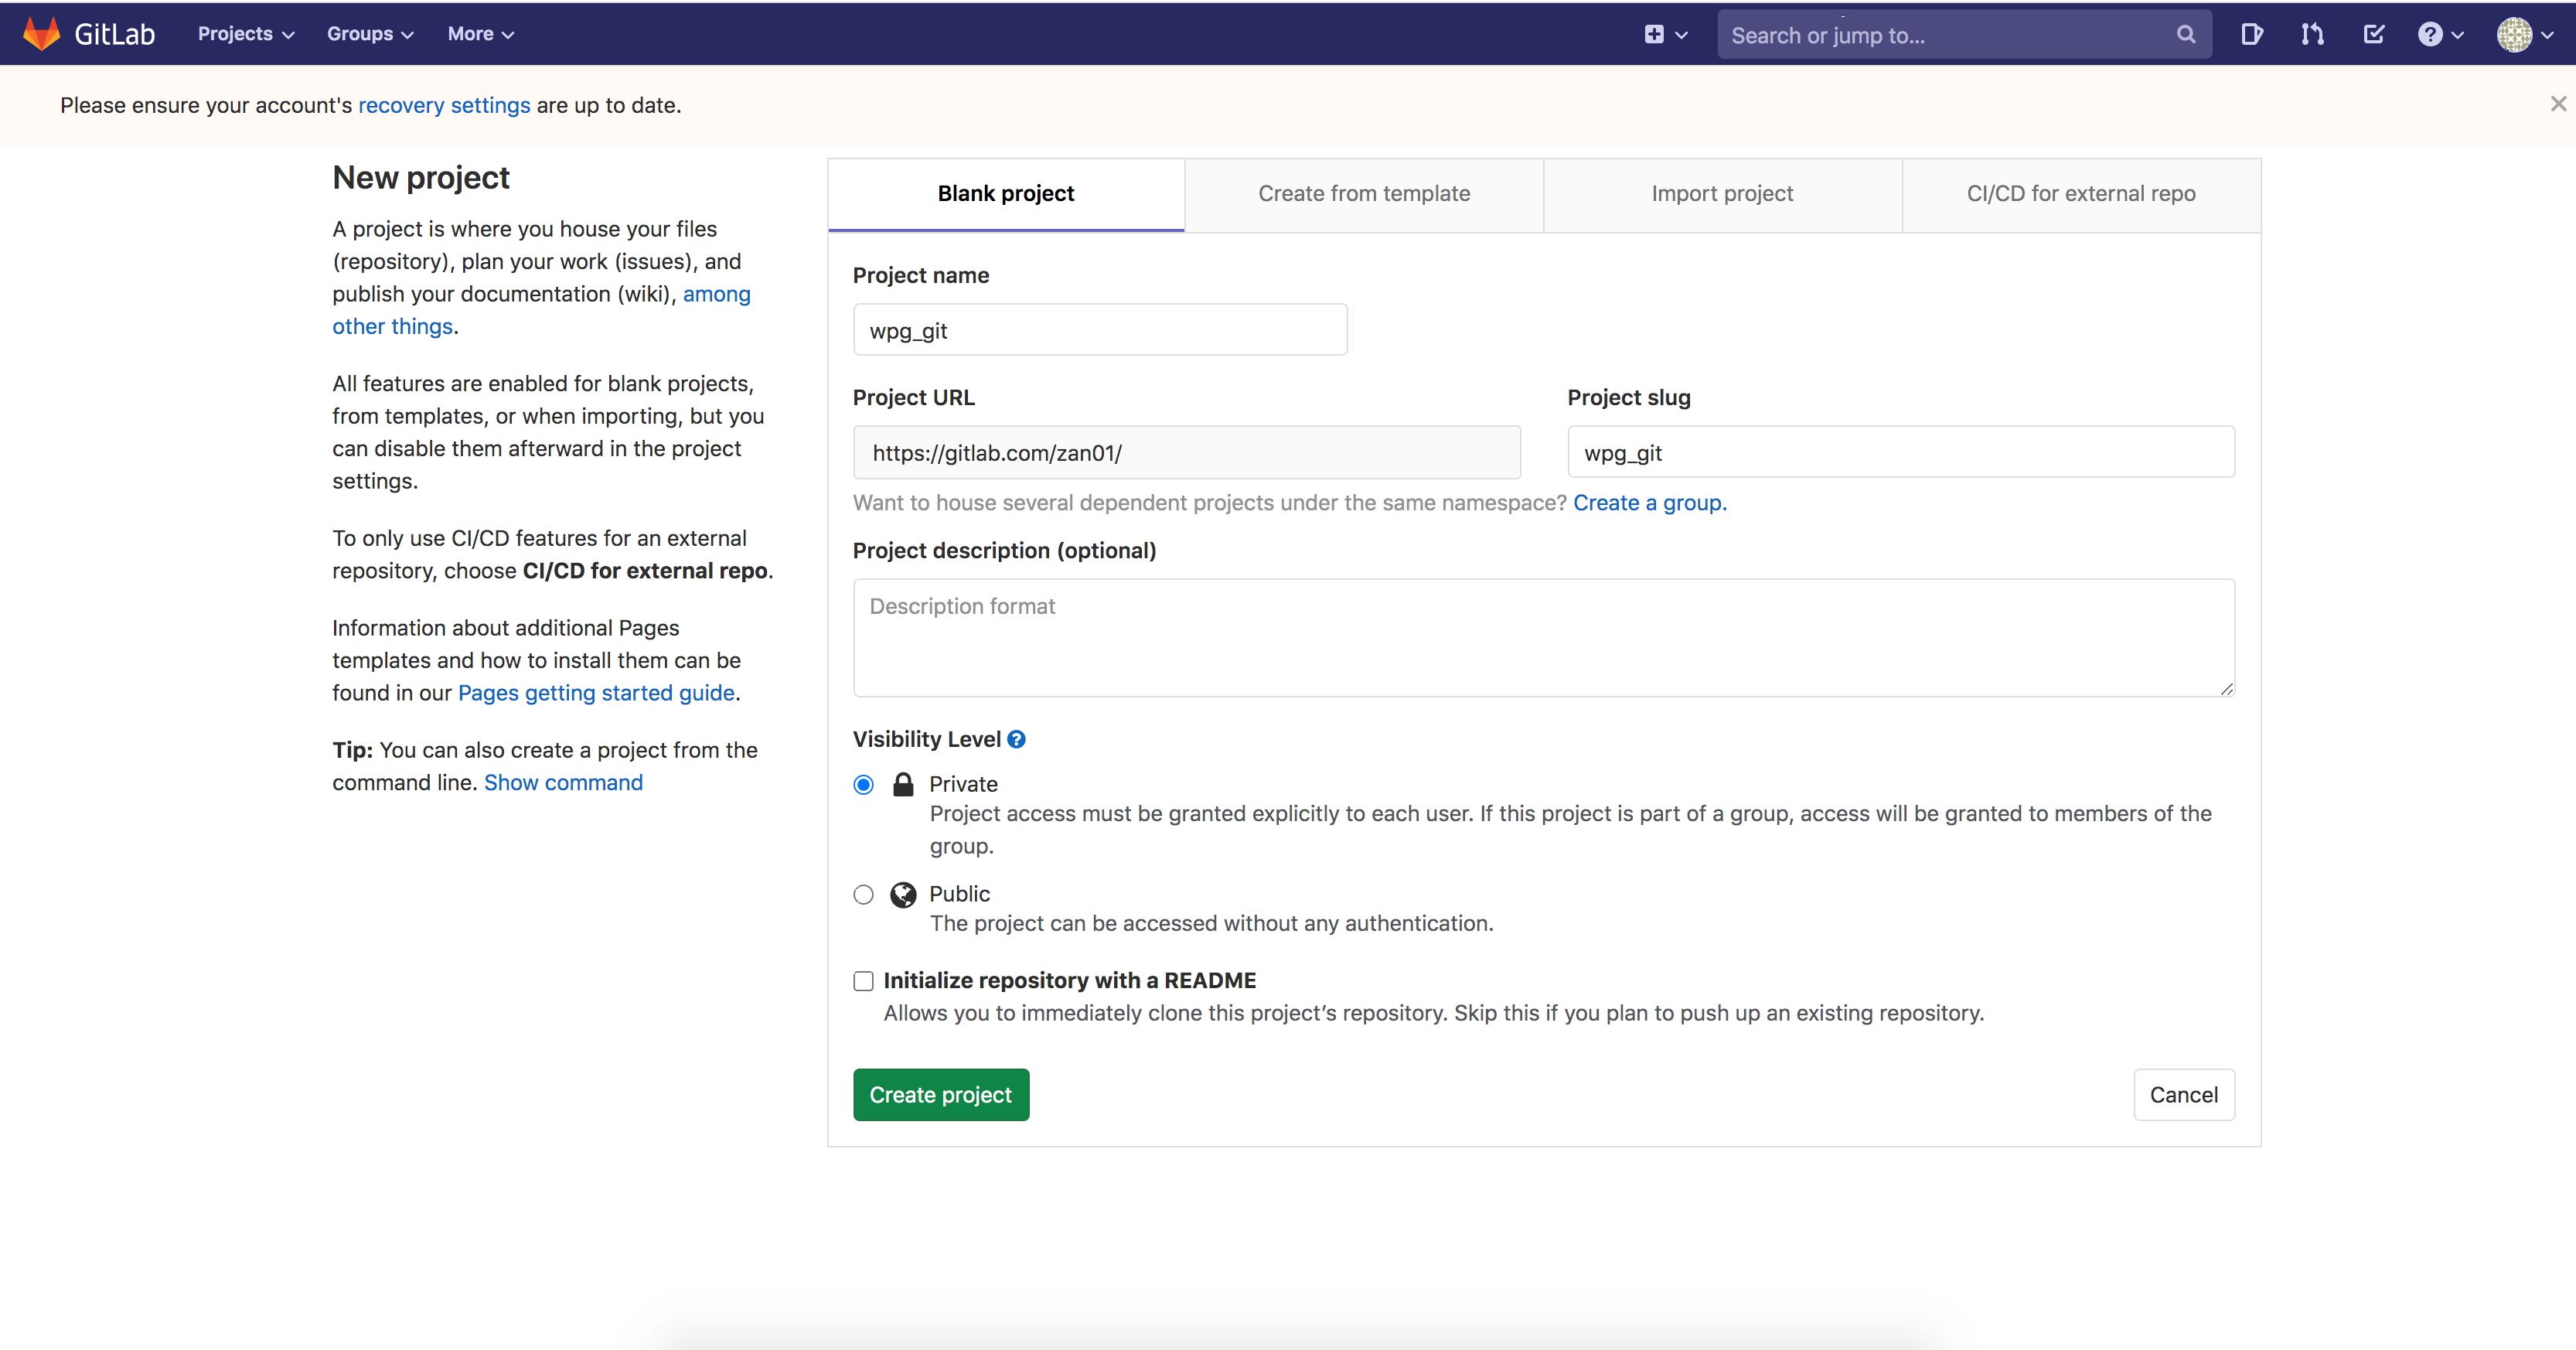 GitLab Projects Groups More Search or jump to...
Please ensure your account's recovery settings are up to date.
New project
A project is where you house your files
(repository), plan your work (issues), and
publish your documentation (wiki), among
other things.
All features are enabled for blank projects,
from templates, or when importing, but you
can disable them afterward in the project
settings.
To only use CI/CD features for an external
repository, choose CI/CD for external repo.
Information about additional Pages
templates and how to install them can be
found in our Pages getting started guide.
Tip: You can also create a project from the
command line. Show command
Blank project Create from template Import project CI/CD for external repo
Project name
wpg_git
Project URL Project slug
https://gitlab.com/zan01/ wpg_git
Want to house several dependent projects under the same namespace? Create a group.
Project description (optional)
Description format
Visibility Level
Private
Project access must be granted explicitly to each user. If this project is part of a group, access will be granted to members of the
group.
Public
The project can be accessed without any authentication.
Initialize repository with a README
Allows you to immediately clone this project’s repository. Skip this if you plan to push up an existing repository.
Create project Cancel